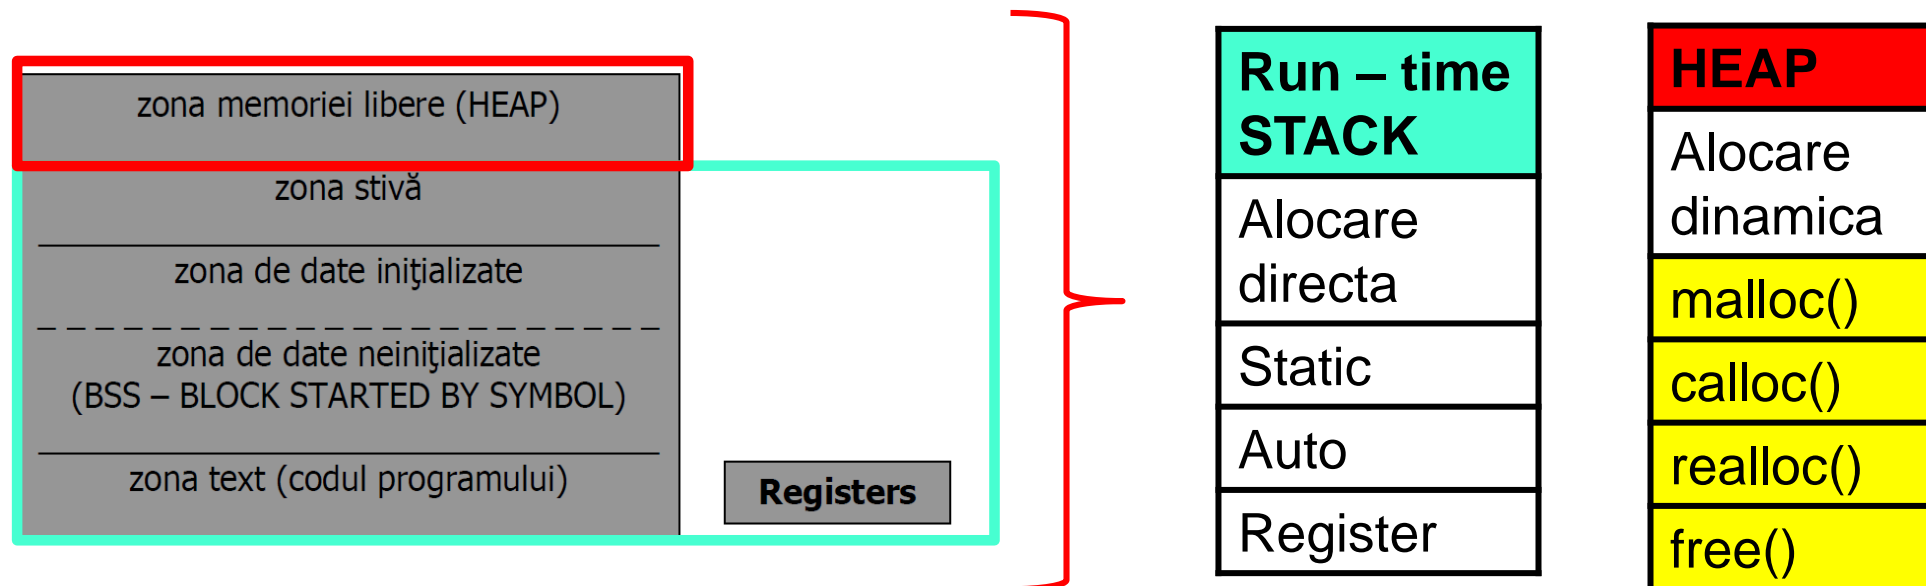 zona memoriei libere (HEAP)
zona stivă
zona de date iniţializate
zona de date neiniţializate
(BSS – BLOCK STARTED BY SYMBOL)
zona text (codul programului)
Registers
Run – time
STACK
Alocare
directa
Static
Auto
Register
HEAP
Alocare
dinamica
malloc()
calloc()
realloc()
free()